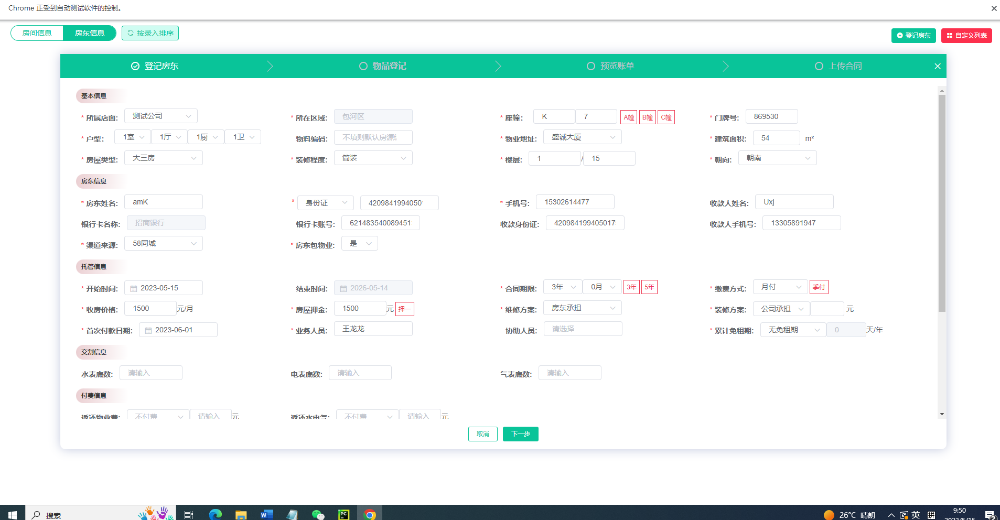 Chrome 正受到自动测试软件的控制。
房间信息 房东信息 按录入排序 登记房东 自定义列表
登记房东 物品登记 预览账单 上传合同
基本信息
* 所属店面: 测试公司 * 所在区域: 包河区 * 座幢: K 7 A幢 B幢 C幢 * 门牌号: 869530
* 户型: 1室 1厅 1厨 1卫 物料编码: 不填则默认房源 * 物业地址: 盛诚大厦 * 建筑面积: 54 m²
* 房屋类型: 大三房 * 装修程度: 简装 * 楼层: 1 / 15 * 朝向: 朝南
房东信息
* 房东姓名: amK * 身份证 42098419940501 * 手机号: 15302614477 收款人姓名: Uxj
银行卡名称: 招商银行 银行卡账号: 621483540089451 收款身份证: 420984199405017 收款人手机号: 13305891947
* 渠道来源: 58同城 * 房东包物业: 是
托管信息
* 开始时间: 2023-05-15 结束时间: 2026-05-14 * 合同期限: 3年 0月 3年 5年 * 缴费方式: 月付 季付
* 收房价格: 1500 元/月 * 房屋押金: 1500 元 押一 * 维修方案: 房东承担 * 装修方案: 公司承担 元
* 首次付款日期: 2023-06-01 * 业务人员: 王龙龙 协助人员: 请选择 * 累计免租期: 无免租期 0 天/年
交割信息
水表底数: 请输入 电表底数: 请输入 气表底数: 请输入
付费信息
返还物业费: 不付费 请输入 元 返还水电气: 不付费 请输入 元
取消 下一步
搜索 26°C 晴朗 英 拼 9:50
2023/5/15 2